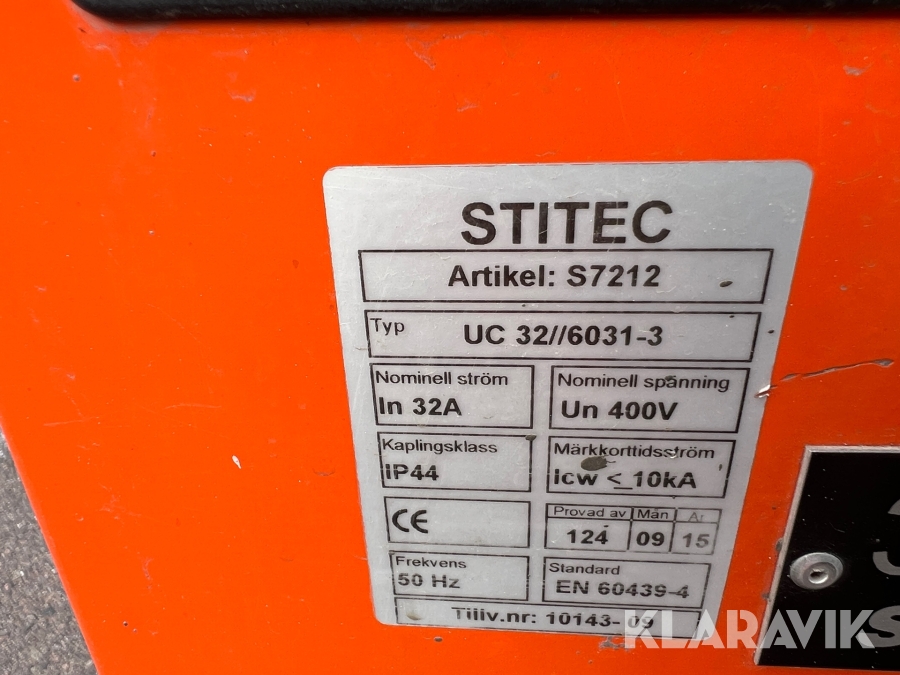 STITEC
Artikel: S7212
Typ UC 32//6031-3
Nominell ström Nominell spänning
In 32A Un 400V
Kaplingsklass Märkkorttidsström
IP44 Icw ≤ 10kA
Provad av Mån År
CE 124 09 15
Frekvens Standard
50 Hz EN 60439-4
Tillv.nr: 10143-09
KLARAVIK